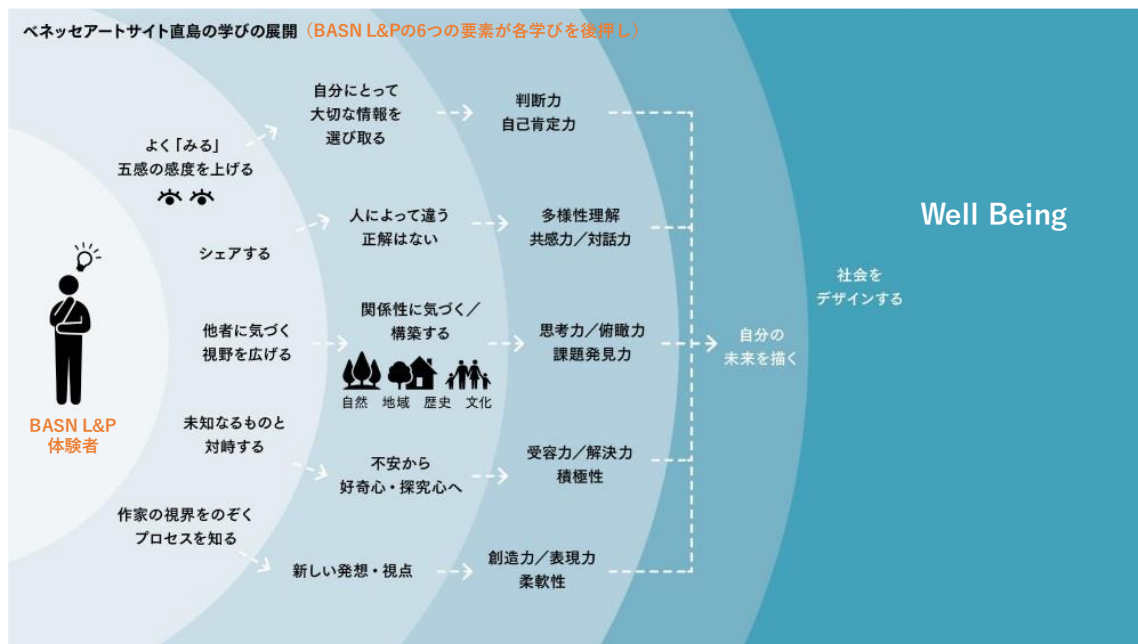 ベネッセアートサイト直島の学びの展開（BASN L&Pの6つの要素が各学びを後押し）
よく「みる」
五感の感度を上げる
自分にとって
大切な情報を
選び取る
判断力
自己肯定力
シェアする
人によって違う
正解はない
多様性理解
共感力／対話力
他者に気づく
視野を広げる
関係性に気づく／
構築する
自然 地域 歴史 文化
思考力／俯瞰力
課題発見力
未知なるものと
対峙する
不安から
好奇心・探究心へ
受容力／解決力
積極性
作家の視界をのぞく
プロセスを知る
新しい発想・視点
創造力／表現力
柔軟性
BASN L&P
体験者
自分の
未来を描く
社会を
デザインする
Well Being